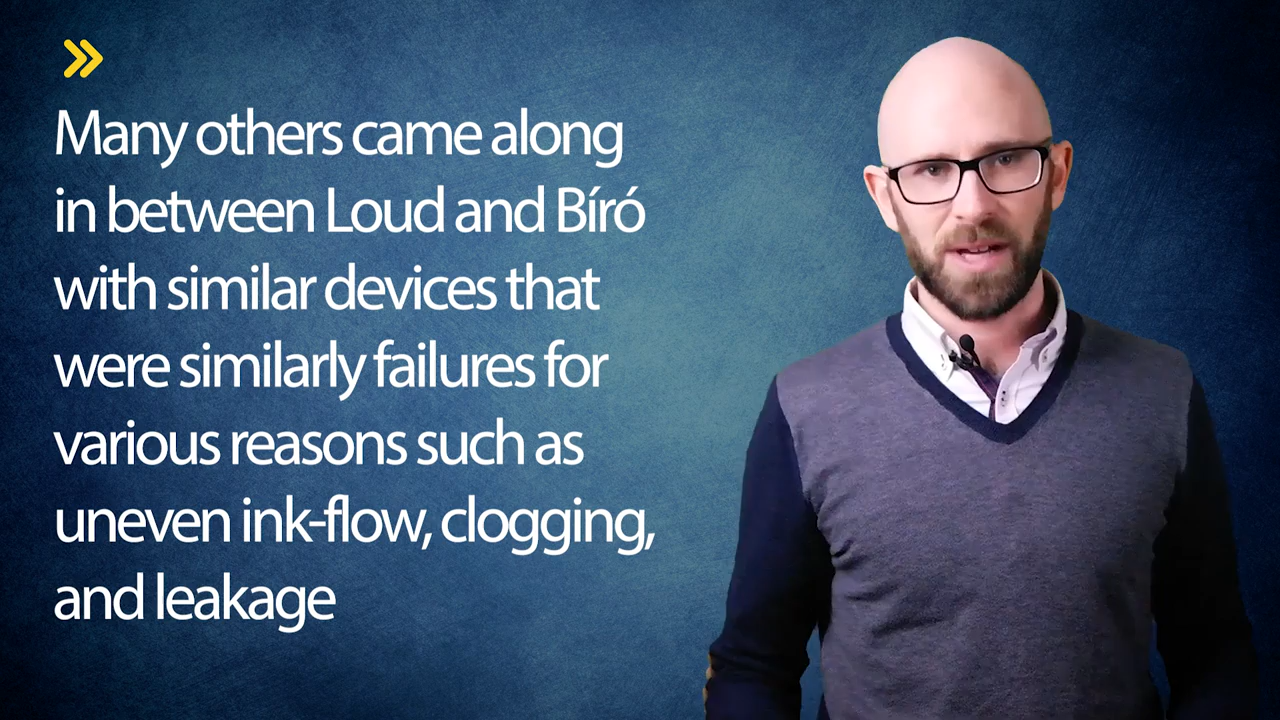 Many others came along
in between Loud and Bíró
with similar devices that
were similarly failures for
various reasons such as
uneven ink-flow, clogging,
and leakage